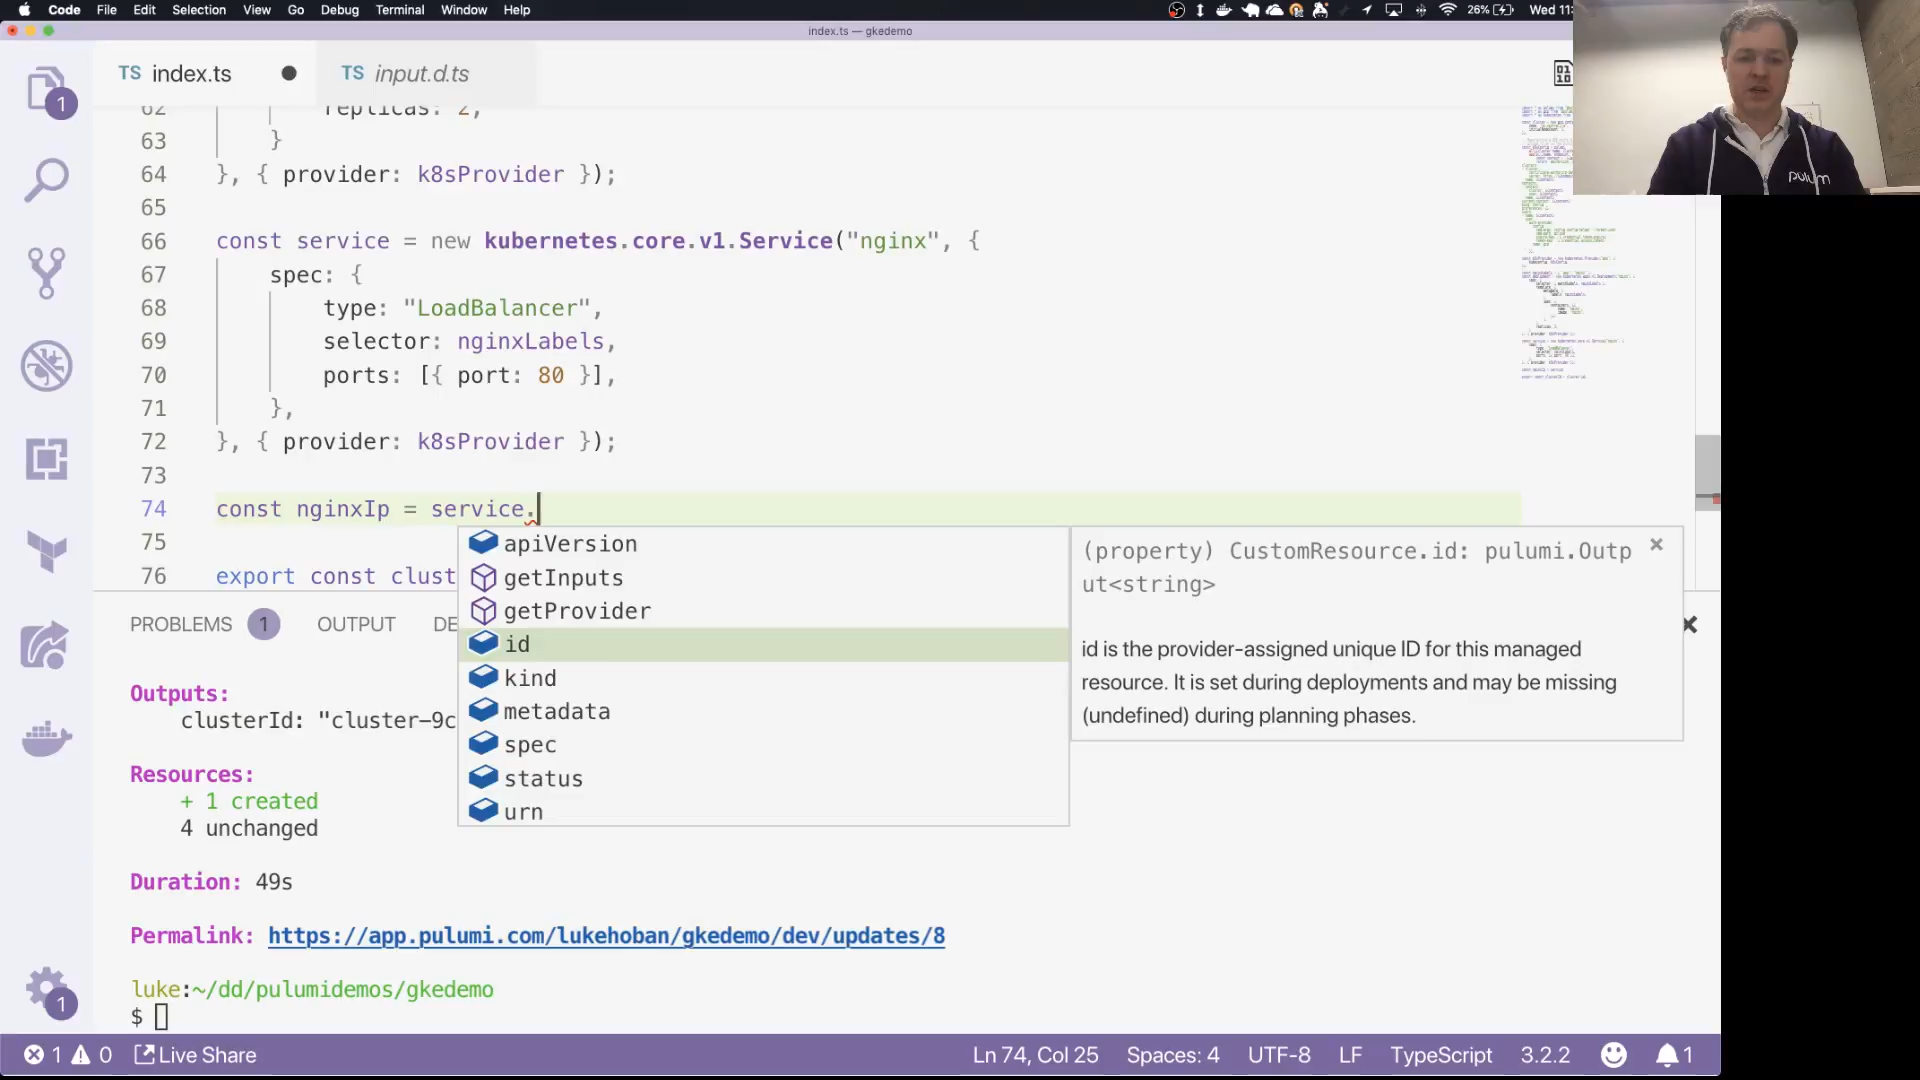 Code File Edit Selection View Go Debug Terminal Window Help
26% Wed 11:
index.ts — gkedemo
TS index.ts
TS input.d.ts
1
62 replicas: 2,
63 }
64 }, { provider: k8sProvider });
65
66 const service = new kubernetes.core.v1.Service("nginx", {
67 spec: {
68 type: "LoadBalancer",
69 selector: nginxLabels,
70 ports: [{ port: 80 }],
71 },
72 }, { provider: k8sProvider });
73
74 const nginxIp = service.
75
76 export const clust
apiVersion
getInputs
getProvider
id
kind
metadata
spec
status
urn
(property) CustomResource.id: pulumi.Outp
ut<string>
id is the provider-assigned unique ID for this managed
resource. It is set during deployments and may be missing
(undefined) during planning phases.
PROBLEMS 1 OUTPUT DE
Outputs:
clusterId: "cluster-9c
Resources:
+ 1 created
4 unchanged
Duration: 49s
Permalink: https://app.pulumi.com/lukehoban/gkedemo/dev/updates/8
luke:~/dd/pulumidemos/gkedemo
$
1
1 0 Live Share
Ln 74, Col 25 Spaces: 4 UTF-8 LF TypeScript 3.2.2 1